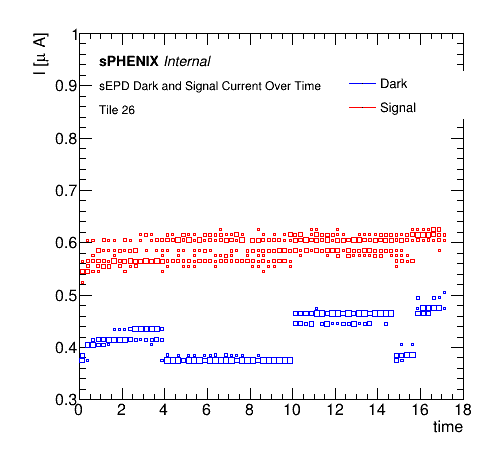 I [μ A]
1
sPHENIX Internal
sEPD Dark and Signal Current Over Time
Tile 26
Dark
Signal
0.9
0.8
0.7
0.6
0.5
0.4
0.3
0 2 4 6 8 10 12 14 16 18
time